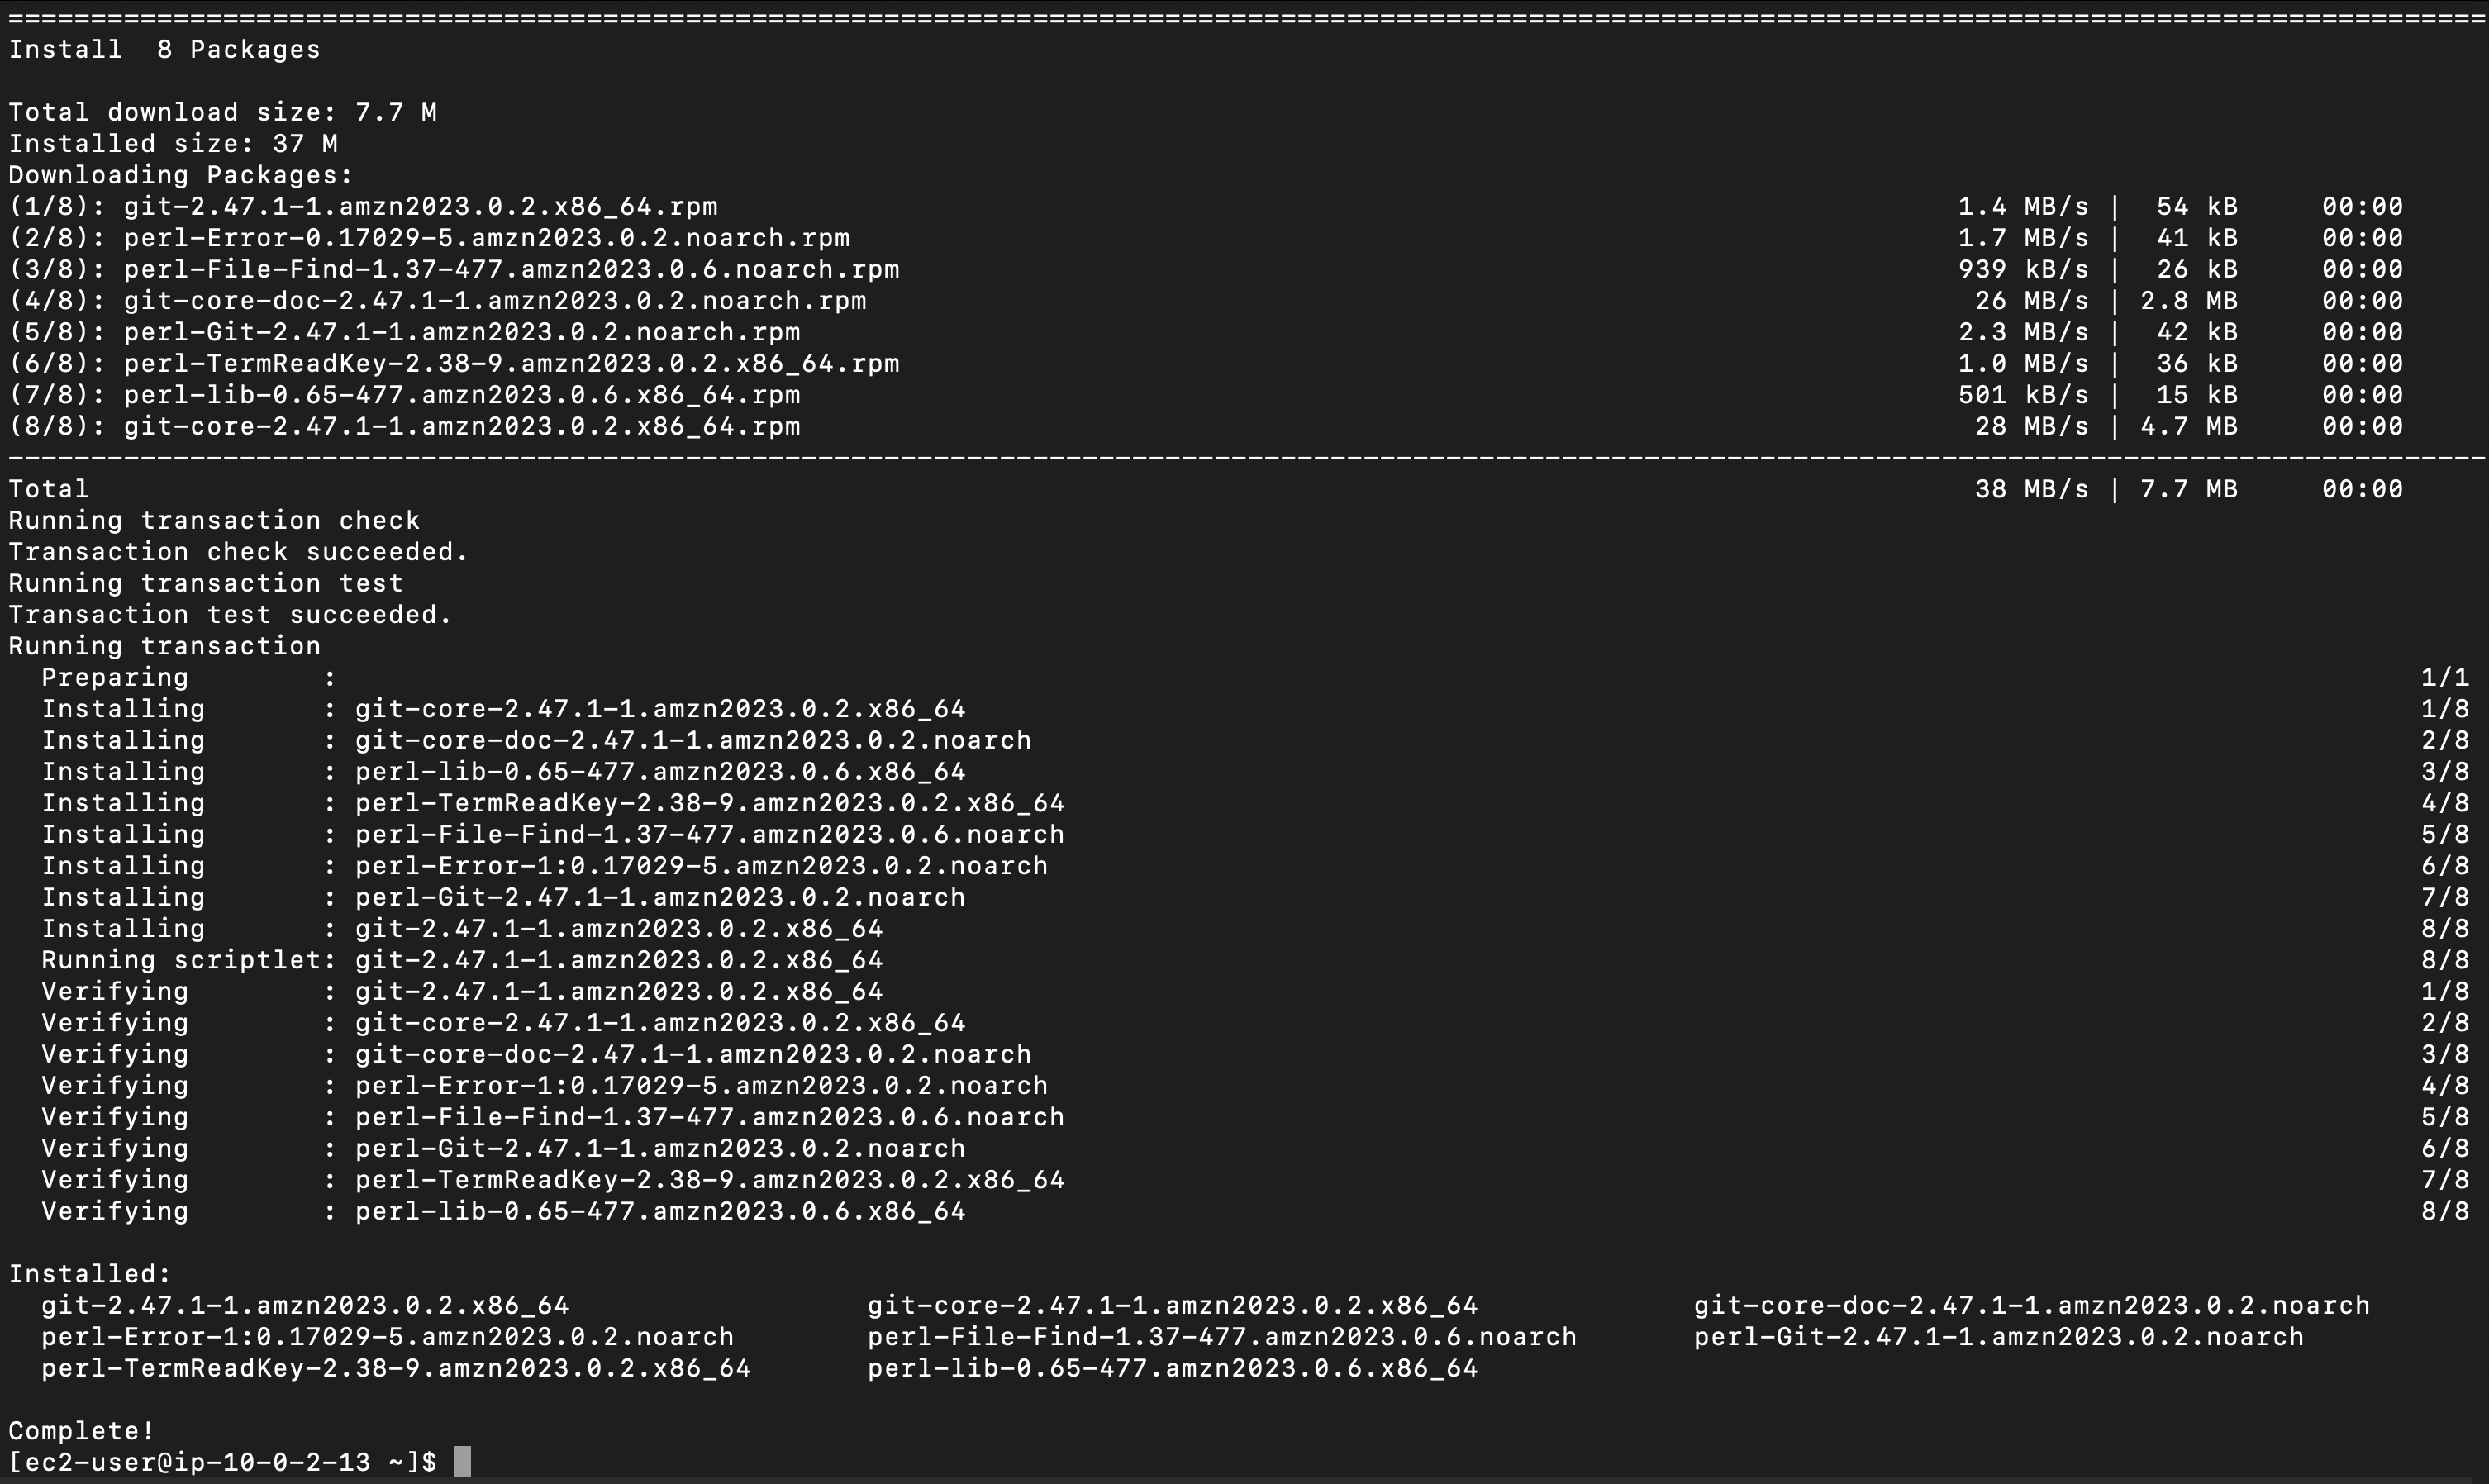 ================================================================================
Install  8 Packages

Total download size: 7.7 M
Installed size: 37 M
Downloading Packages:
(1/8): git-2.47.1-1.amzn2023.0.2.x86_64.rpm 1.4 MB/s |  54 kB     00:00
(2/8): perl-Error-0.17029-5.amzn2023.0.2.noarch.rpm 1.7 MB/s |  41 kB     00:00
(3/8): perl-File-Find-1.37-477.amzn2023.0.6.noarch.rpm 939 kB/s |  26 kB     00:00
(4/8): git-core-doc-2.47.1-1.amzn2023.0.2.noarch.rpm 26 MB/s | 2.8 MB     00:00
(5/8): perl-Git-2.47.1-1.amzn2023.0.2.noarch.rpm 2.3 MB/s |  42 kB     00:00
(6/8): perl-TermReadKey-2.38-9.amzn2023.0.2.x86_64.rpm 1.0 MB/s |  36 kB     00:00
(7/8): perl-lib-0.65-477.amzn2023.0.6.x86_64.rpm 501 kB/s |  15 kB     00:00
(8/8): git-core-2.47.1-1.amzn2023.0.2.x86_64.rpm 28 MB/s | 4.7 MB     00:00
--------------------------------------------------------------------------------
Total 38 MB/s | 7.7 MB     00:00
Running transaction check
Transaction check succeeded.
Running transaction test
Transaction test succeeded.
Running transaction
  Preparing        : 1/1
  Installing       : git-core-2.47.1-1.amzn2023.0.2.x86_64 1/8
  Installing       : git-core-doc-2.47.1-1.amzn2023.0.2.noarch 2/8
  Installing       : perl-lib-0.65-477.amzn2023.0.6.x86_64 3/8
  Installing       : perl-TermReadKey-2.38-9.amzn2023.0.2.x86_64 4/8
  Installing       : perl-File-Find-1.37-477.amzn2023.0.6.noarch 5/8
  Installing       : perl-Error-1:0.17029-5.amzn2023.0.2.noarch 6/8
  Installing       : perl-Git-2.47.1-1.amzn2023.0.2.noarch 7/8
  Installing       : git-2.47.1-1.amzn2023.0.2.x86_64 8/8
  Running scriptlet: git-2.47.1-1.amzn2023.0.2.x86_64 8/8
  Verifying        : git-2.47.1-1.amzn2023.0.2.x86_64 1/8
  Verifying        : git-core-2.47.1-1.amzn2023.0.2.x86_64 2/8
  Verifying        : git-core-doc-2.47.1-1.amzn2023.0.2.noarch 3/8
  Verifying        : perl-Error-1:0.17029-5.amzn2023.0.2.noarch 4/8
  Verifying        : perl-File-Find-1.37-477.amzn2023.0.6.noarch 5/8
  Verifying        : perl-Git-2.47.1-1.amzn2023.0.2.noarch 6/8
  Verifying        : perl-TermReadKey-2.38-9.amzn2023.0.2.x86_64 7/8
  Verifying        : perl-lib-0.65-477.amzn2023.0.6.x86_64 8/8

Installed:
  git-2.47.1-1.amzn2023.0.2.x86_64 git-core-2.47.1-1.amzn2023.0.2.x86_64 git-core-doc-2.47.1-1.amzn2023.0.2.noarch
  perl-Error-1:0.17029-5.amzn2023.0.2.noarch perl-File-Find-1.37-477.amzn2023.0.6.noarch perl-Git-2.47.1-1.amzn2023.0.2.noarch
  perl-TermReadKey-2.38-9.amzn2023.0.2.x86_64 perl-lib-0.65-477.amzn2023.0.6.x86_64

Complete!
[ec2-user@ip-10-0-2-13 ~]$